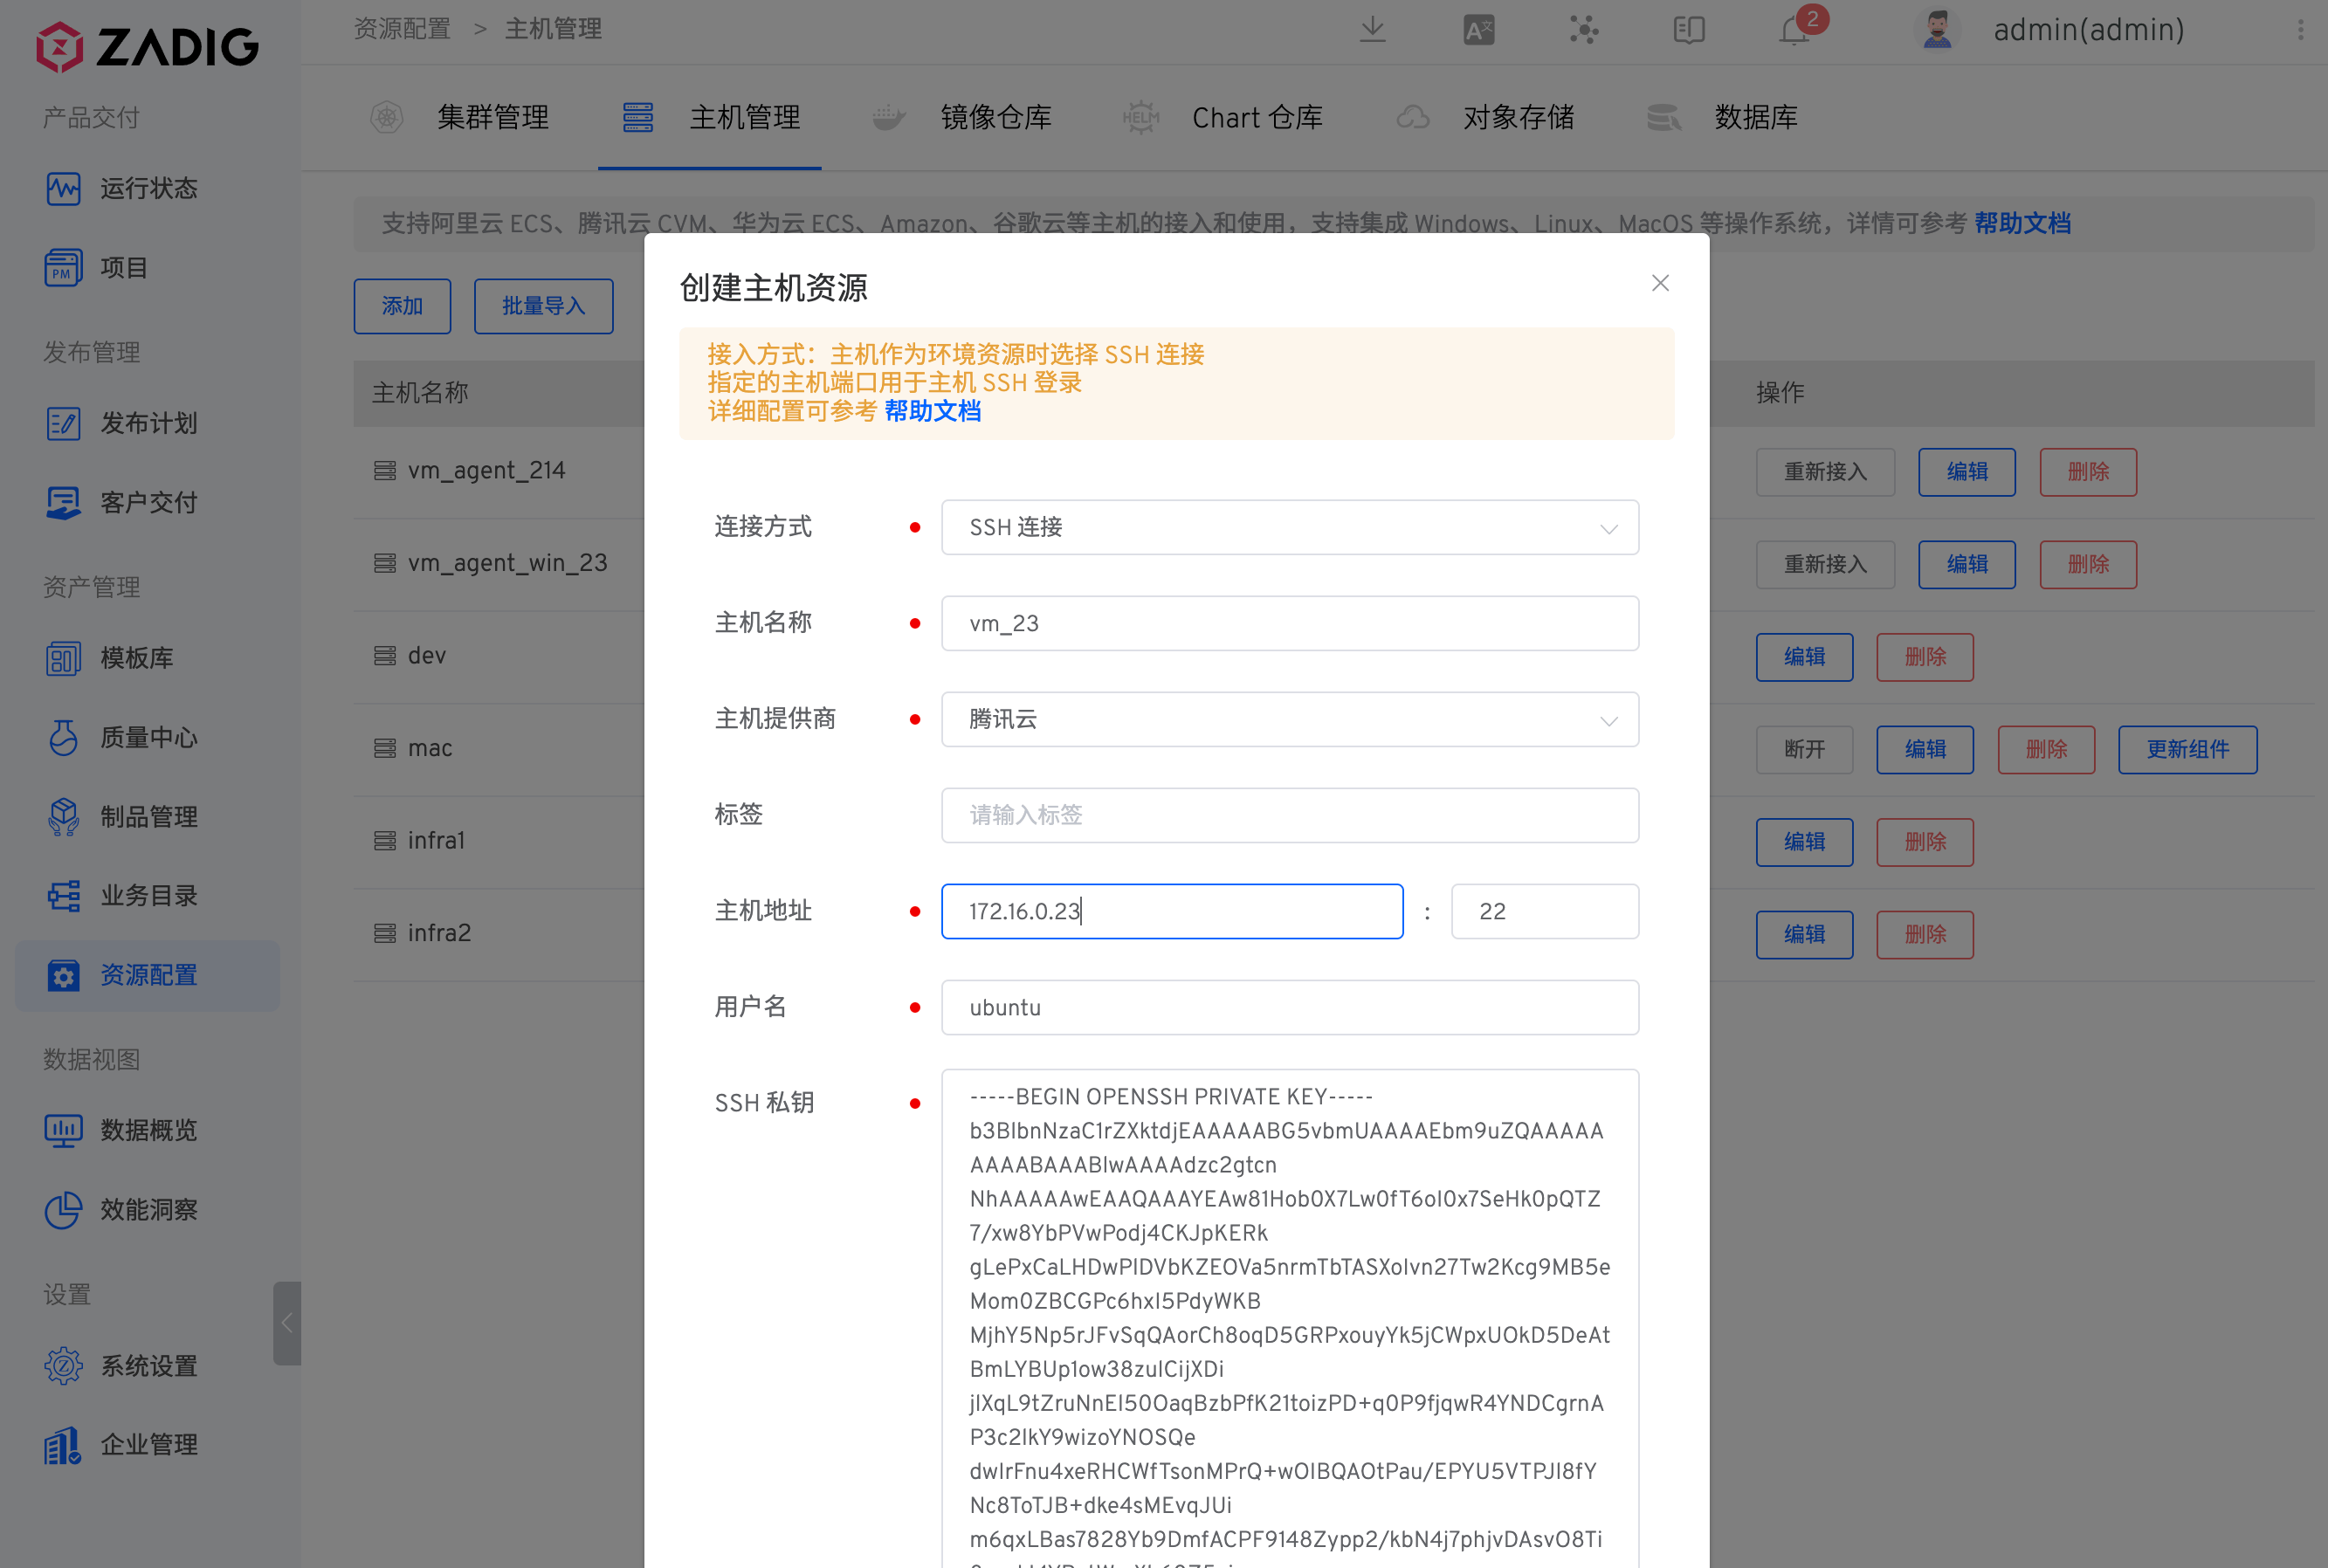 ZADIG
产品交付
运行状态
项目
发布管理
发布计划
客户交付
资产管理
模板库
质量中心
制品管理
业务目录
资源配置
数据视图
数据概览
效能洞察
设置
系统设置
企业管理
资源配置 > 主机管理
2
admin(admin)
集群管理
主机管理
镜像仓库
Chart 仓库
对象存储
数据库
支持阿里云 ECS、腾讯云 CVM、华为云 ECS、Amazon、谷歌云等主机的接入和使用，支持集成 Windows、Linux、MacOS 等操作系统，详情可参考 帮助文档
添加
批量导入
主机名称
操作
vm_agent_214
重新接入 编辑 删除
vm_agent_win_23
重新接入 编辑 删除
dev
编辑 删除
mac
断开 编辑 删除 更新组件
infra1
编辑 删除
infra2
编辑 删除
创建主机资源
接入方式：主机作为环境资源时选择 SSH 连接
指定的主机端口用于主机 SSH 登录
详细配置可参考 帮助文档
连接方式 SSH 连接
主机名称 vm_23
主机提供商 腾讯云
标签 请输入标签
主机地址 172.16.0.23 : 22
用户名 ubuntu
SSH 私钥
-----BEGIN OPENSSH PRIVATE KEY-----
b3BlbnNzaC1rZXktdjEAAAAABG5vbmUAAAAEbm9uZQAAAAA
AAAABAAABlwAAAAdzc2gtcn
NhAAAAAwEAAQAAAYEAw81Hob0X7Lw0fT6oI0x7SeHk0pQTZ
7/xw8YbPVwPodj4CKJpKERk
gLePxCaLHDwPIDVbKZEOVa5nrmTbTASXoIvn27Tw2Kcg9MB5e
Mom0ZBCGPc6hxI5PdyWKB
MjhY5Np5rJFvSqQAorCh8oqD5GRPxouyYk5jCWpxUOkD5DeAt
BmLYBUp1ow38zulCijXDi
jlXqL9tZruNnEI50OaqBzbPfK21toizPD+q0P9fjqwR4YNDCgrnA
P3c2IkY9wizoYNOSQe
dwlrFnu4xeRHCWfTsonMPrQ+wOIBQAOtPau/EPYU5VTPJl8fY
Nc8ToTJB+dke4sMEvqJUi
m6qxLBas7828Yb9DmfACPF9148Zypp2/kbN4j7phjvDAsvO8Ti